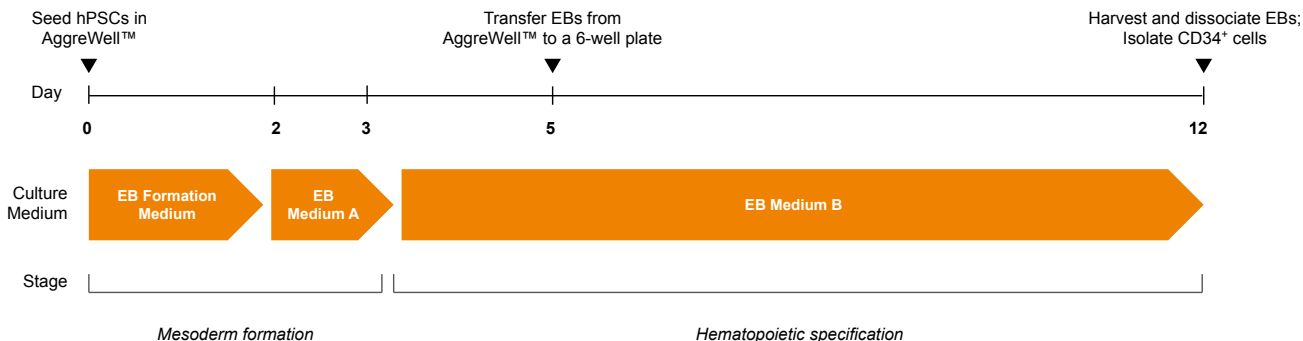 Seed hPSCs in
AggreWell™
Transfer EBs from
AggreWell™ to a 6-well plate
Harvest and dissociate EBs;
Isolate CD34⁺ cells
Day
0
2
3
5
12
Culture
Medium
EB Formation
Medium
EB
Medium A
EB Medium B
Stage
Mesoderm formation
Hematopoietic specification